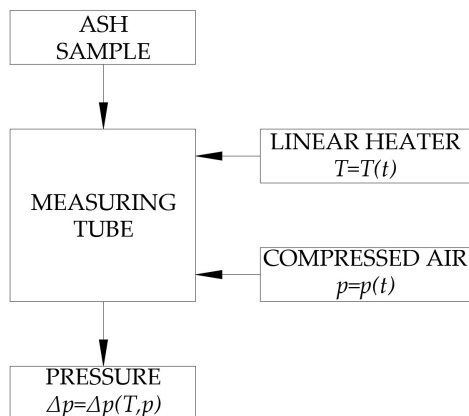 ASH
SAMPLE
LINEAR HEATER
T=T(t)
MEASURING
TUBE
COMPRESSED AIR
p=p(t)
PRESSURE
Δp=Δp(T,p)